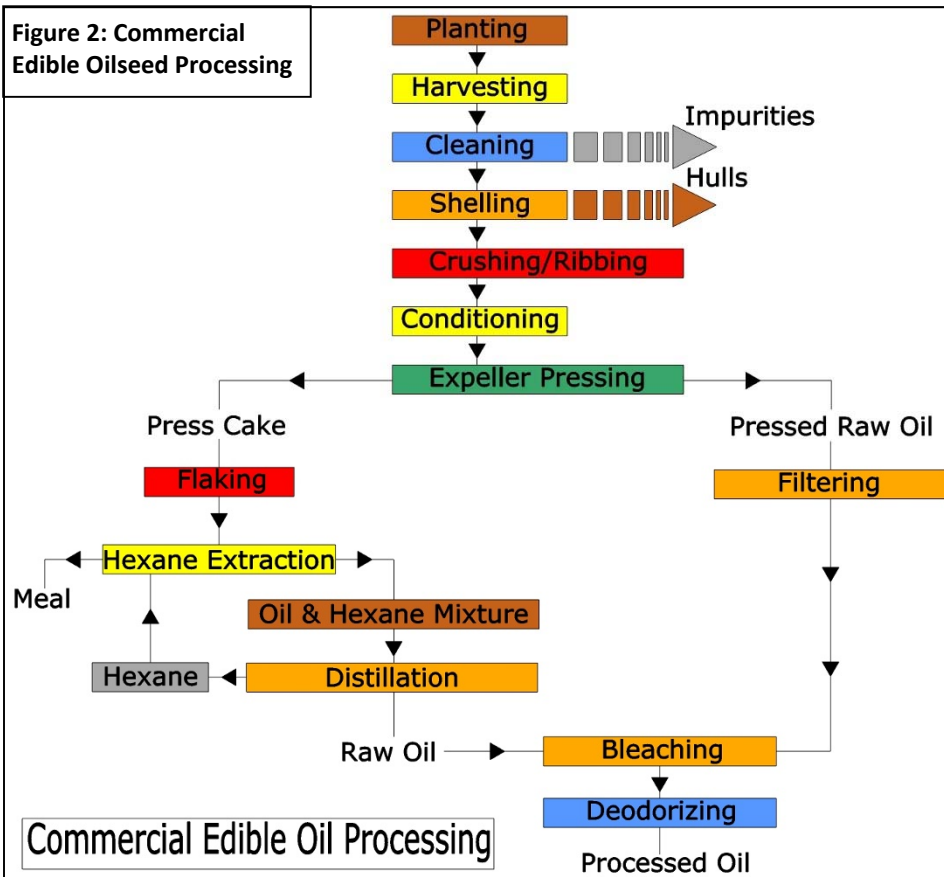 Figure 2: Commercial
Edible Oilseed Processing
Planting
Harvesting
Impurities
Cleaning
Hulls
Shelling
Crushing/Ribbing
Conditioning
Expeller Pressing
Press Cake
Pressed Raw Oil
Flaking
Filtering
Hexane Extraction
Meal
Oil & Hexane Mixture
Hexane
Distillation
Raw Oil
Bleaching
Deodorizing
Commercial Edible Oil Processing
Processed Oil